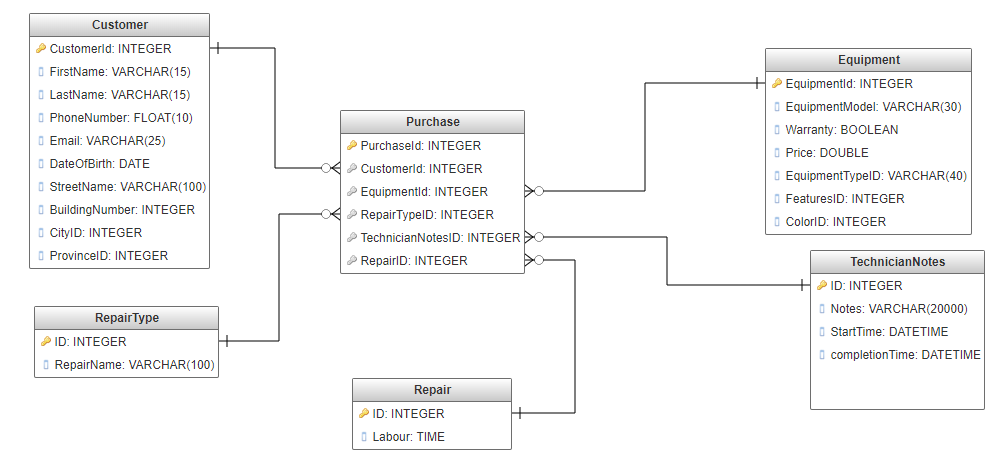 Customer
CustomerId: INTEGER
FirstName: VARCHAR(15)
LastName: VARCHAR(15)
PhoneNumber: FLOAT(10)
Email: VARCHAR(25)
DateOfBirth: DATE
StreetName: VARCHAR(100)
BuildingNumber: INTEGER
CityID: INTEGER
ProvinceID: INTEGER
Purchase
PurchaseId: INTEGER
CustomerId: INTEGER
EquipmentId: INTEGER
RepairTypeID: INTEGER
TechnicianNotesID: INTEGER
RepairID: INTEGER
Equipment
EquipmentId: INTEGER
EquipmentModel: VARCHAR(30)
Warranty: BOOLEAN
Price: DOUBLE
EquipmentTypeID: VARCHAR(40)
FeaturesID: INTEGER
ColorID: INTEGER
TechnicianNotes
ID: INTEGER
Notes: VARCHAR(20000)
StartTime: DATETIME
completionTime: DATETIME
RepairType
ID: INTEGER
RepairName: VARCHAR(100)
Repair
ID: INTEGER
Labour: TIME